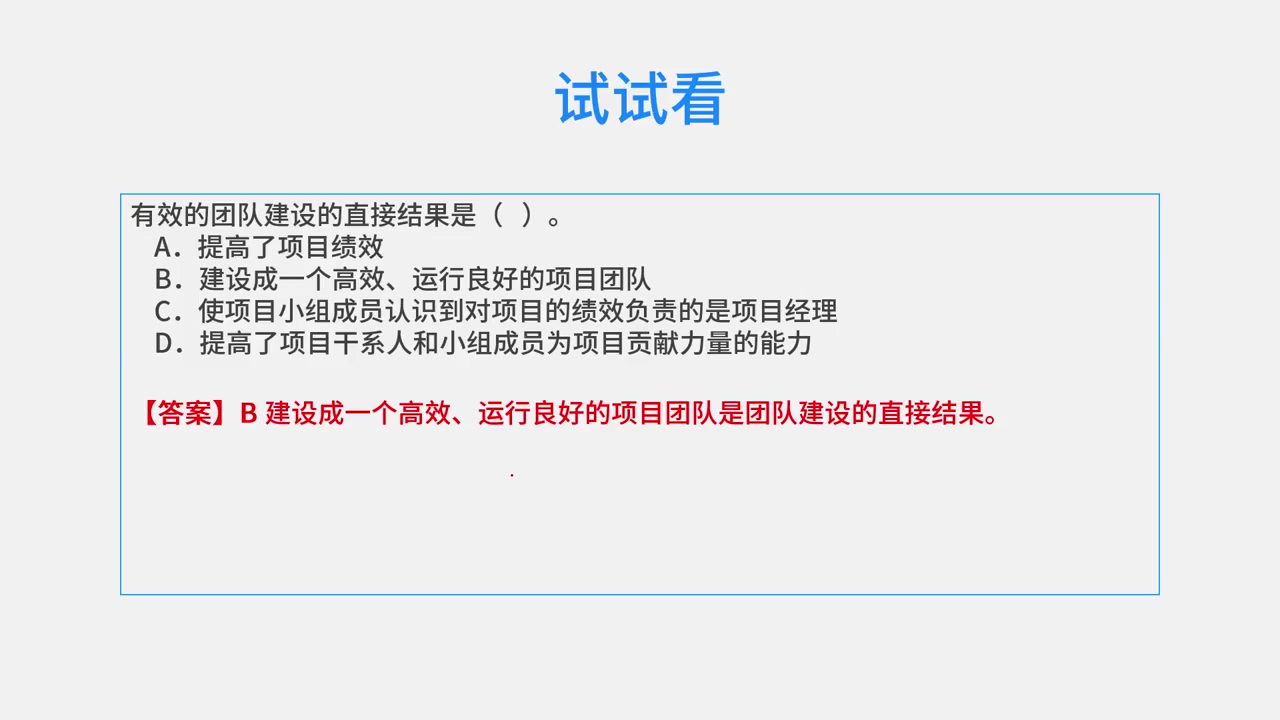 试试看
有效的团队建设的直接结果是（ ）。
A．提高了项目绩效
B．建设成一个高效、运行良好的项目团队
C．使项目小组成员认识到对项目的绩效负责的是项目经理
D．提高了项目干系人和小组成员为项目贡献力量的能力
【答案】B 建设成一个高效、运行良好的项目团队是团队建设的直接结果。